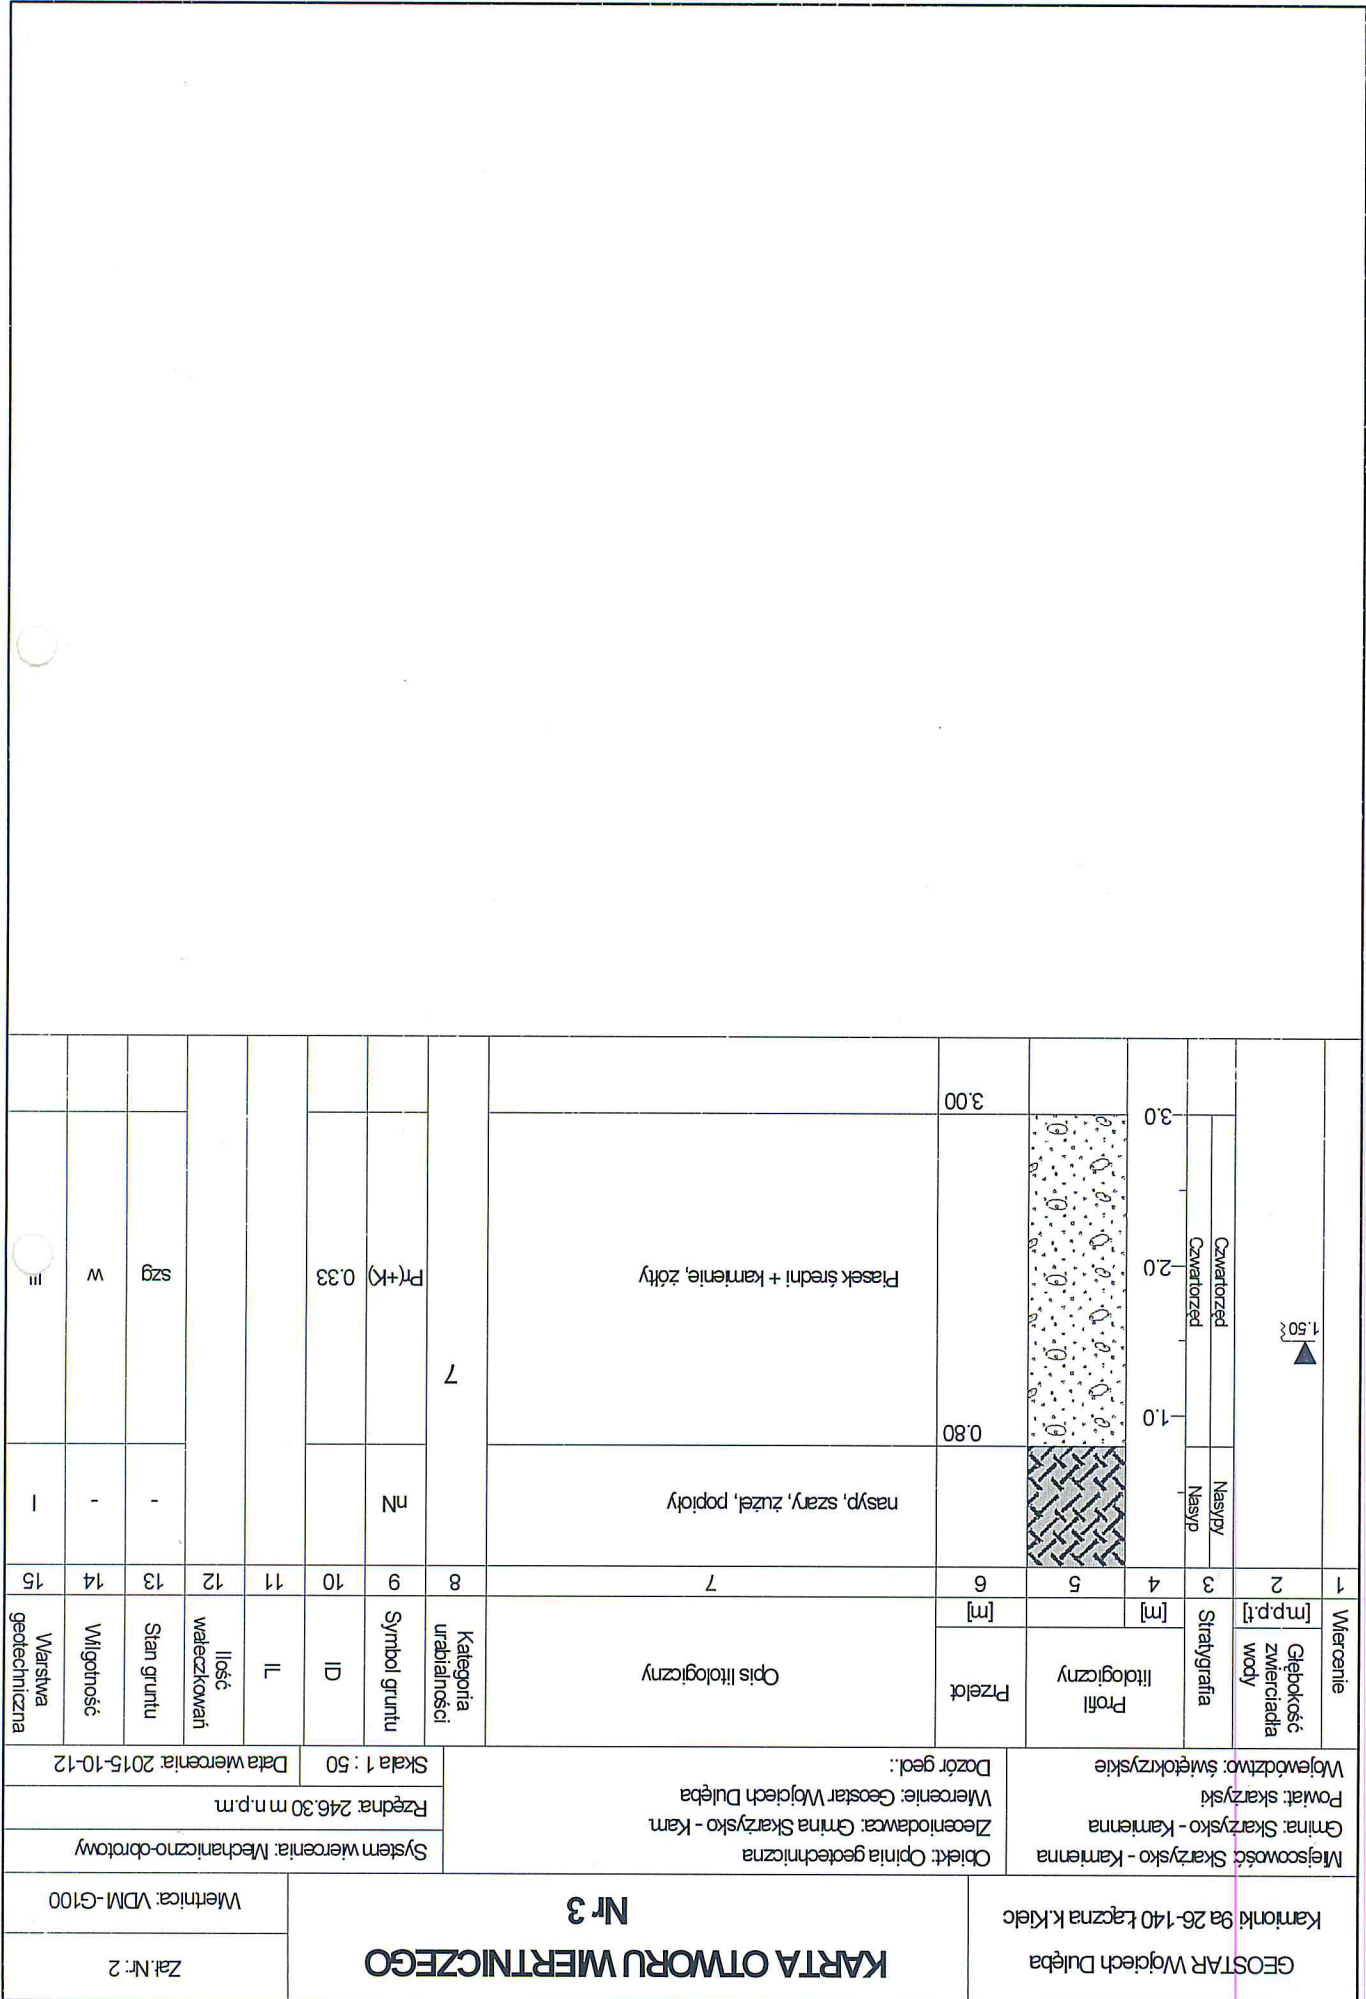 GEOSTAR Wojciech Dulęba
Kamionki 9a 26-140 Łączna k.Kielc
KARTA OTWORU WIERTNICZEGO
Nr 3
Zał.Nr: 2
Wiertnica: VDM-G100
Miejscowość: Skarżysko - Kamienna
Gmina: Skarżysko - Kamienna
Powiat: skarżyski
Województwo: świętokrzyskie
Obiekt: Opinia geotechniczna
Zleceniodawca: Gmina Skarżysko - Kam.
Wiercenie: Geostar Wojciech Dulęba
Dozór geol.:
System wiercenia: Mechaniczno-obrotowy
Rzędna: 246.30 m n.p.m.
Skala 1 : 50
Data wiercenia: 2015-10-12
Wiercenie
Głębokość
zwierciadła
wody
[m.p.p.t]
Stratygrafia
Profil
litologiczny
[m]
Przelot
[m]
Opis litologiczny
Kategoria
urabialności
Symbol gruntu
ID
IL
Ilość
wałeczkowań
Stan gruntu
Wilgotność
Warstwa
geotechniczna
1 2 3 4 5 6 7 8 9 10 11 12 13 14 15
Nasypy
Nasyp
nasyp, szary, żużel, popioły
nN
-
-
I
0.80
1.0
1.50
Czwartorzęd
Czwartorzęd
2.0
Piasek średni + kamienie, żółty
7
Pr(+K)
0.33
szg
w
III
3.0
3.00